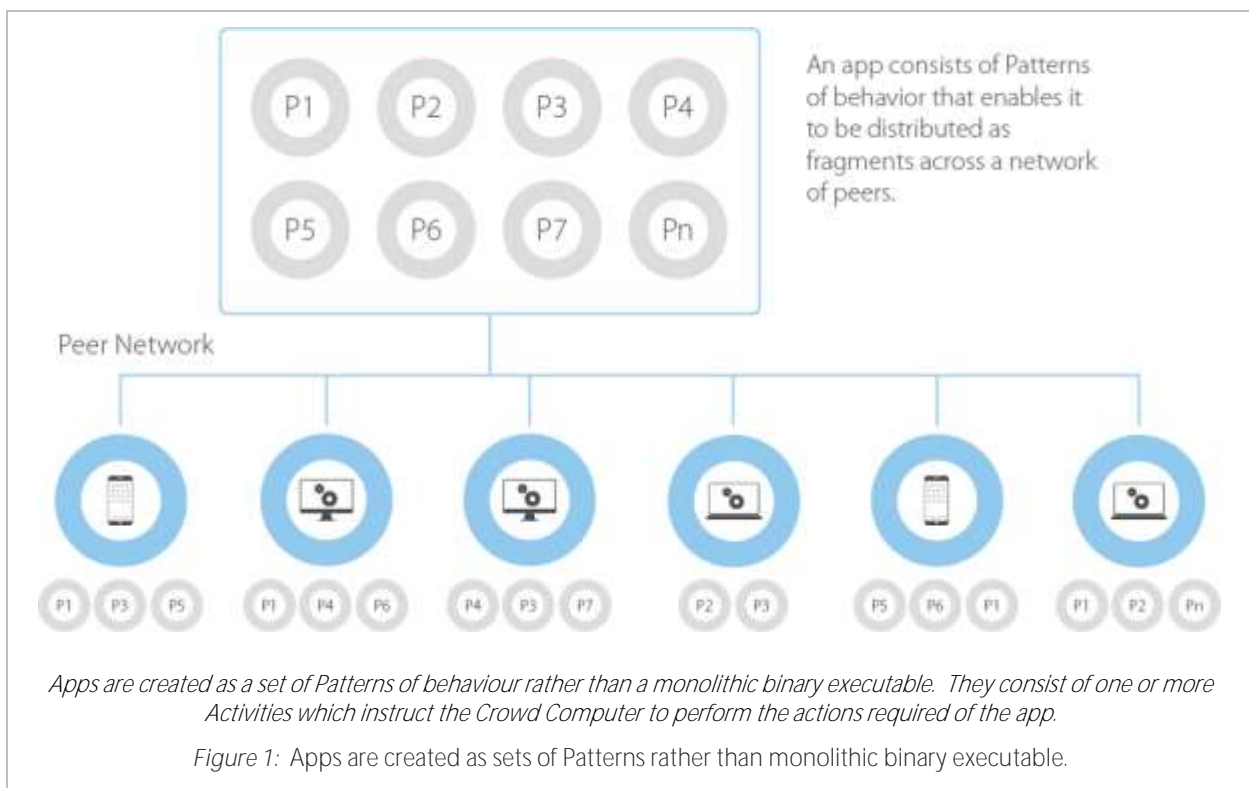 P1 P2 P3 P4
P5 P6 P7 Pn
An app consists of Patterns
of behavior that enables it
to be distributed as
fragments across a network
of peers.
Peer Network
P1 P3 P5 P1 P4 P6 P4 P3 P7 P2 P3 P5 P6 P1 P1 P2 Pn
Apps are created as a set of Patterns of behaviour rather than a monolithic binary executable. They consist of one or more
Activities which instruct the Crowd Computer to perform the actions required of the app.
Figure 1: Apps are created as sets of Patterns rather than monolithic binary executable.